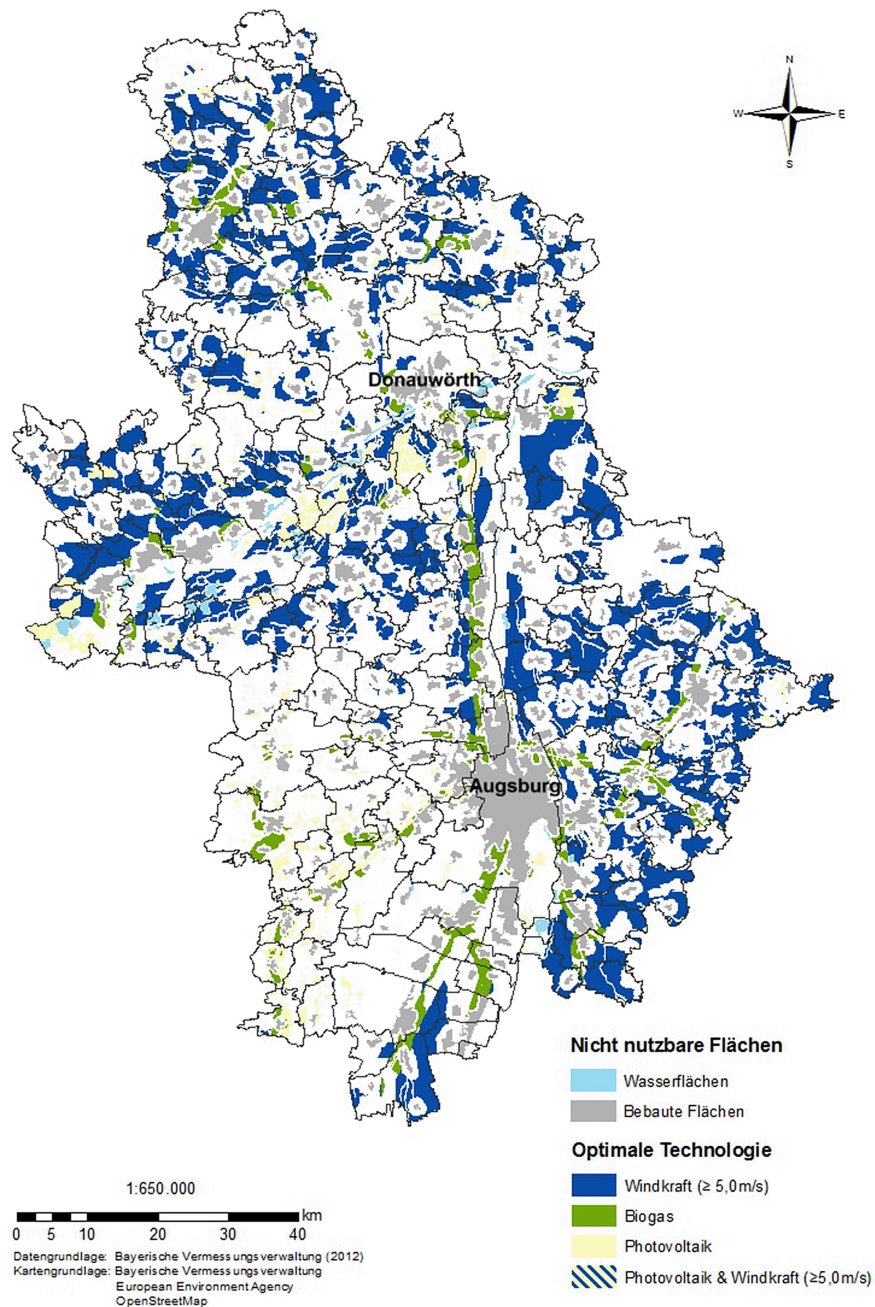 N
W
E
S
Donauwörth
Augsburg
Nicht nutzbare Flächen
Wasserflächen
Bebaute Flächen
Optimale Technologie
Windkraft (≥ 5,0m/s)
Biogas
Photovoltaik
Photovoltaik & Windkraft (≥5,0m/s)
1:650.000
km
0 5 10 20 30 40
Datengrundlage: Bayerische Vermessungsverwaltung (2012)
Kartengrundlage: Bayerische Vermessungsverwaltung
European Environment Agency
OpenStreetMap